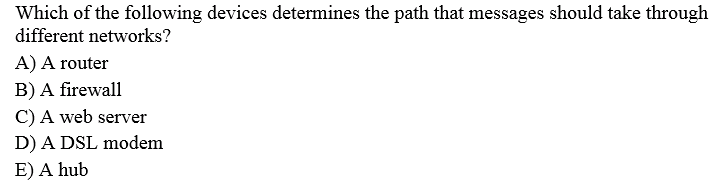 Which of the following devices determines the path that messages should take through
different networks?
A) A router
B) A firewall
C) A web server
D) A DSL modem
E) A hub